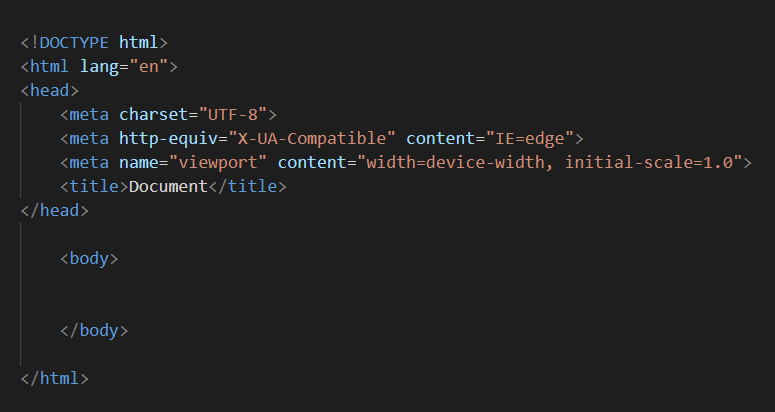 <!DOCTYPE html>
<html lang="en">
<head>
    <meta charset="UTF-8">
    <meta http-equiv="X-UA-Compatible" content="IE=edge">
    <meta name="viewport" content="width=device-width, initial-scale=1.0">
    <title>Document</title>
</head>
    <body>
    </body>
</html>